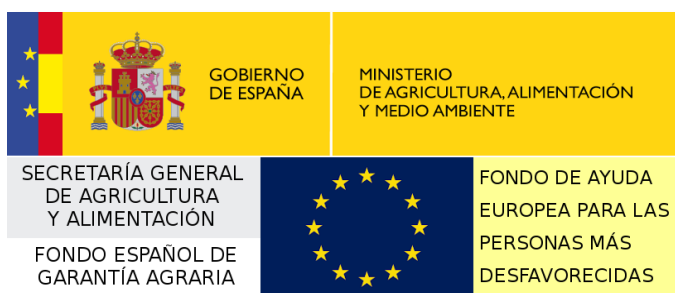 GOBIERNO
DE ESPAÑA
MINISTERIO
DE AGRICULTURA, ALIMENTACIÓN
Y MEDIO AMBIENTE
SECRETARÍA GENERAL
DE AGRICULTURA
Y ALIMENTACIÓN
FONDO ESPAÑOL DE
GARANTÍA AGRARIA
FONDO DE AYUDA
EUROPEA PARA LAS
PERSONAS MÁS
DESFAVORECIDAS